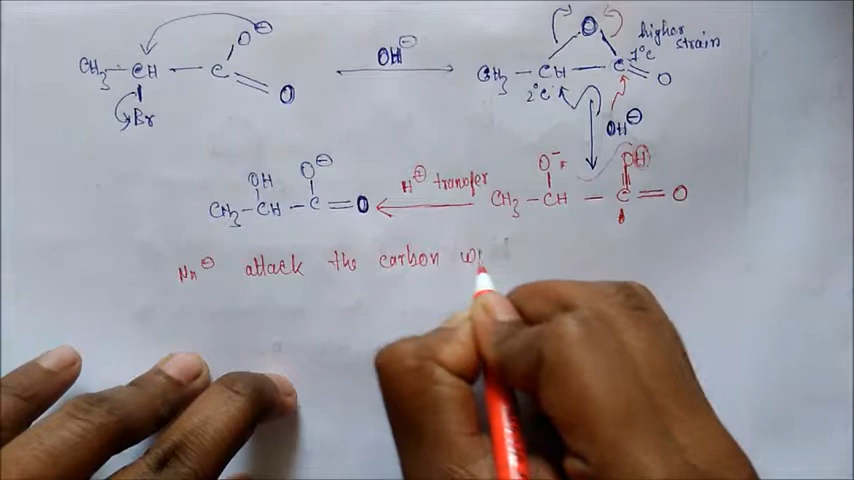 O⊖ OH⊖ O higher strain
CH₃ — CH — C = O CH₃ — CH — C = O
Br 2°C OH⊖
OH O⊖ H⊕ transfer O⁻ OH
CH₃ — CH — C = O CH₃ — CH — C = O
Nu⊖ attack the carbon